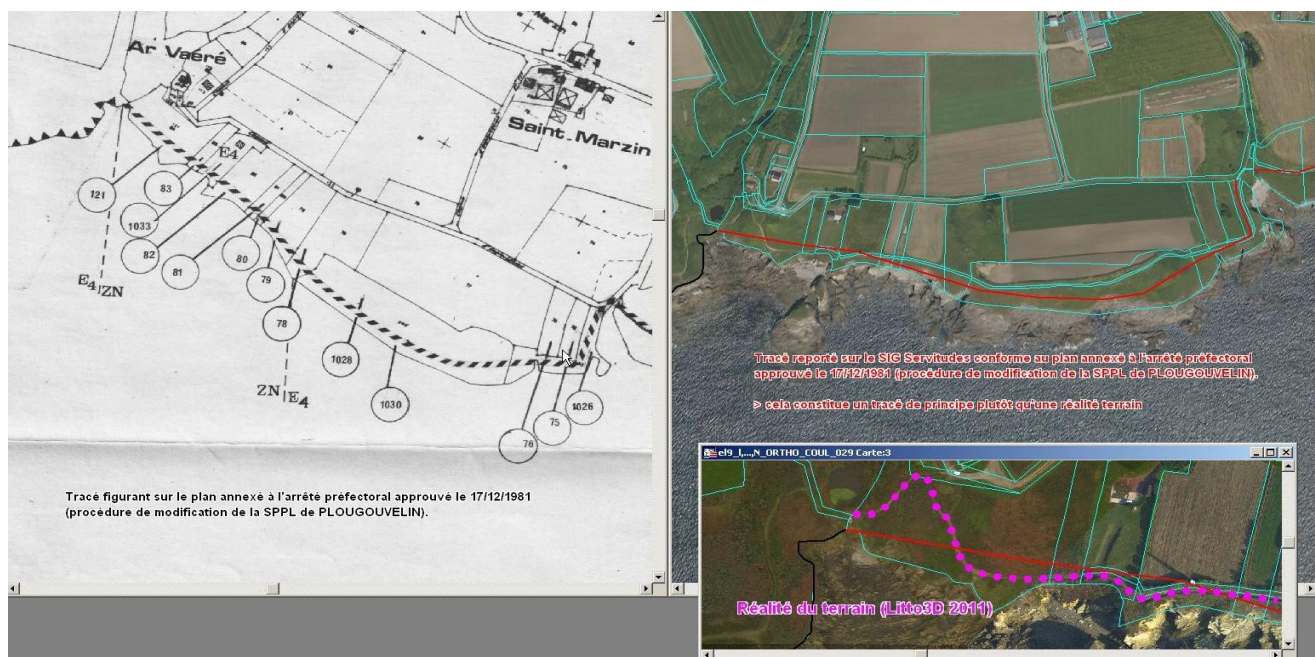 Ar Vaéré
Saint-Marzin
E4
121
83
1033
82
81
80
79
78
1028
1030
76
75
1026
E4 ZN
ZN E4
Tracé figurant sur le plan annexé à l'arrêté préfectoral approuvé le 17/12/1981
(procédure de modification de la SPPL de PLOUGOUVELIN).
Tracé reporté sur le SIG Servitudes conforme au plan annexé à l'arrêté préfectoral
approuvé le 17/12/1981 (procédure de modification de la SPPL de PLOUGOUVELIN).
> cela constitue un tracé de principe plutôt qu'une réalité terrain
el9_l,...,N_ORTHO_COUL_029 Carte:3
Réalité du terrain (Litto3D 2011)